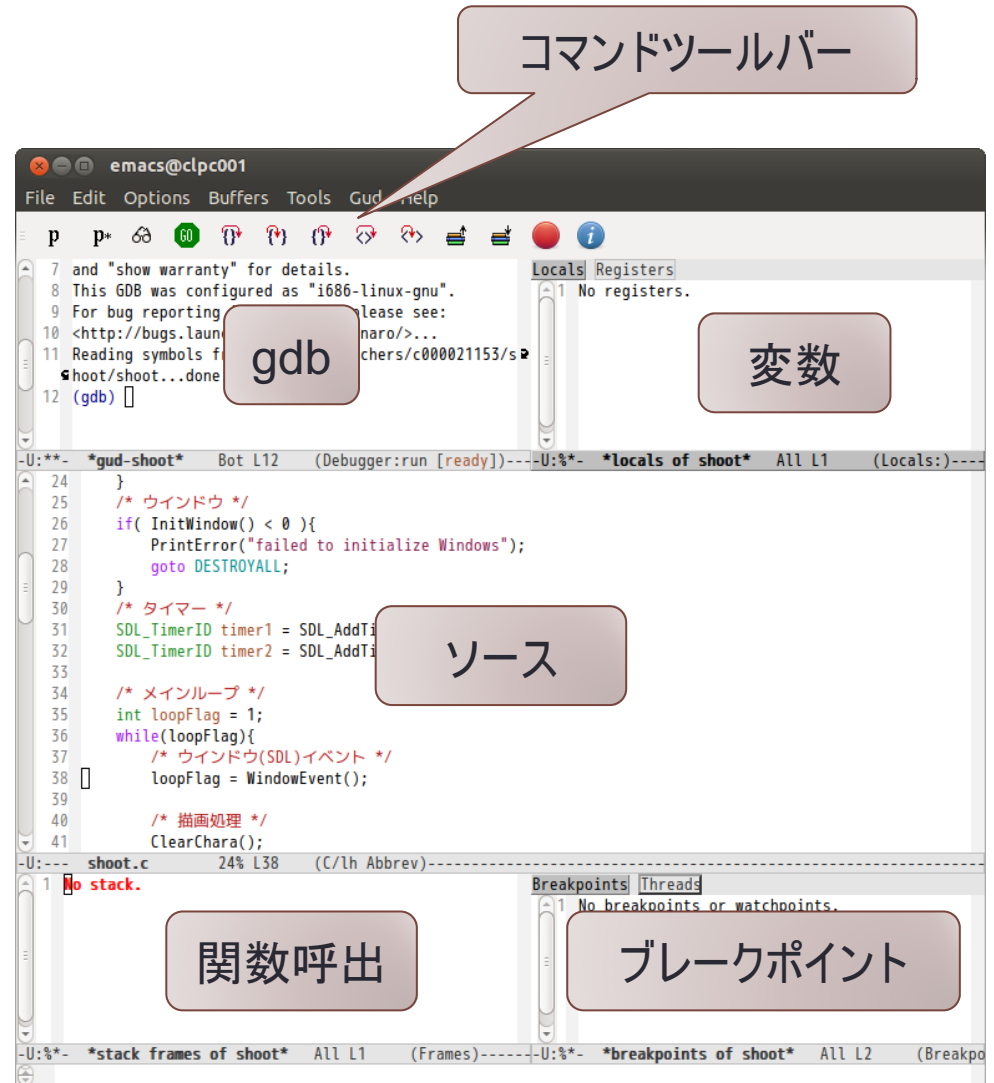 コマンドツールバー
emacs@clpc001
File Edit Options Buffers Tools Gud Help
p p* GO {} {} {} <> <> i
7 and "show warranty" for details.
8 This GDB was configured as "i686-linux-gnu".
9 For bug reporting please see:
10 <http://bugs.lau naro/>...
11 Reading symbols fr chers/c000021153/s
hoot/shoot...done
12 (gdb)
gdb
-U:**- *gud-shoot* Bot L12 (Debugger:run [ready])---
Locals Registers
1 No registers.
変数
-U:%*- *locals of shoot* All L1 (Locals:)----
24 }
25 /* ウインドウ */
26 if( InitWindow() < 0 ){
27 PrintError("failed to initialize Windows");
28 goto DESTROYALL;
29 }
30 /* タイマー */
31 SDL_TimerID timer1 = SDL_AddTi
32 SDL_TimerID timer2 = SDL_AddTi
33
34 /* メインループ */
35 int loopFlag = 1;
36 while(loopFlag){
37 /* ウインドウ(SDL)イベント */
38 loopFlag = WindowEvent();
39
40 /* 描画処理 */
41 ClearChara();
ソース
-U:--- shoot.c 24% L38 (C/lh Abbrev)----------------------------------------------------------------
1 No stack.
関数呼出
-U:%*- *stack frames of shoot* All L1 (Frames)------
Breakpoints Threads
1 No breakpoints or watchpoints.
ブレークポイント
-U:%*- *breakpoints of shoot* All L2 (Breakpo